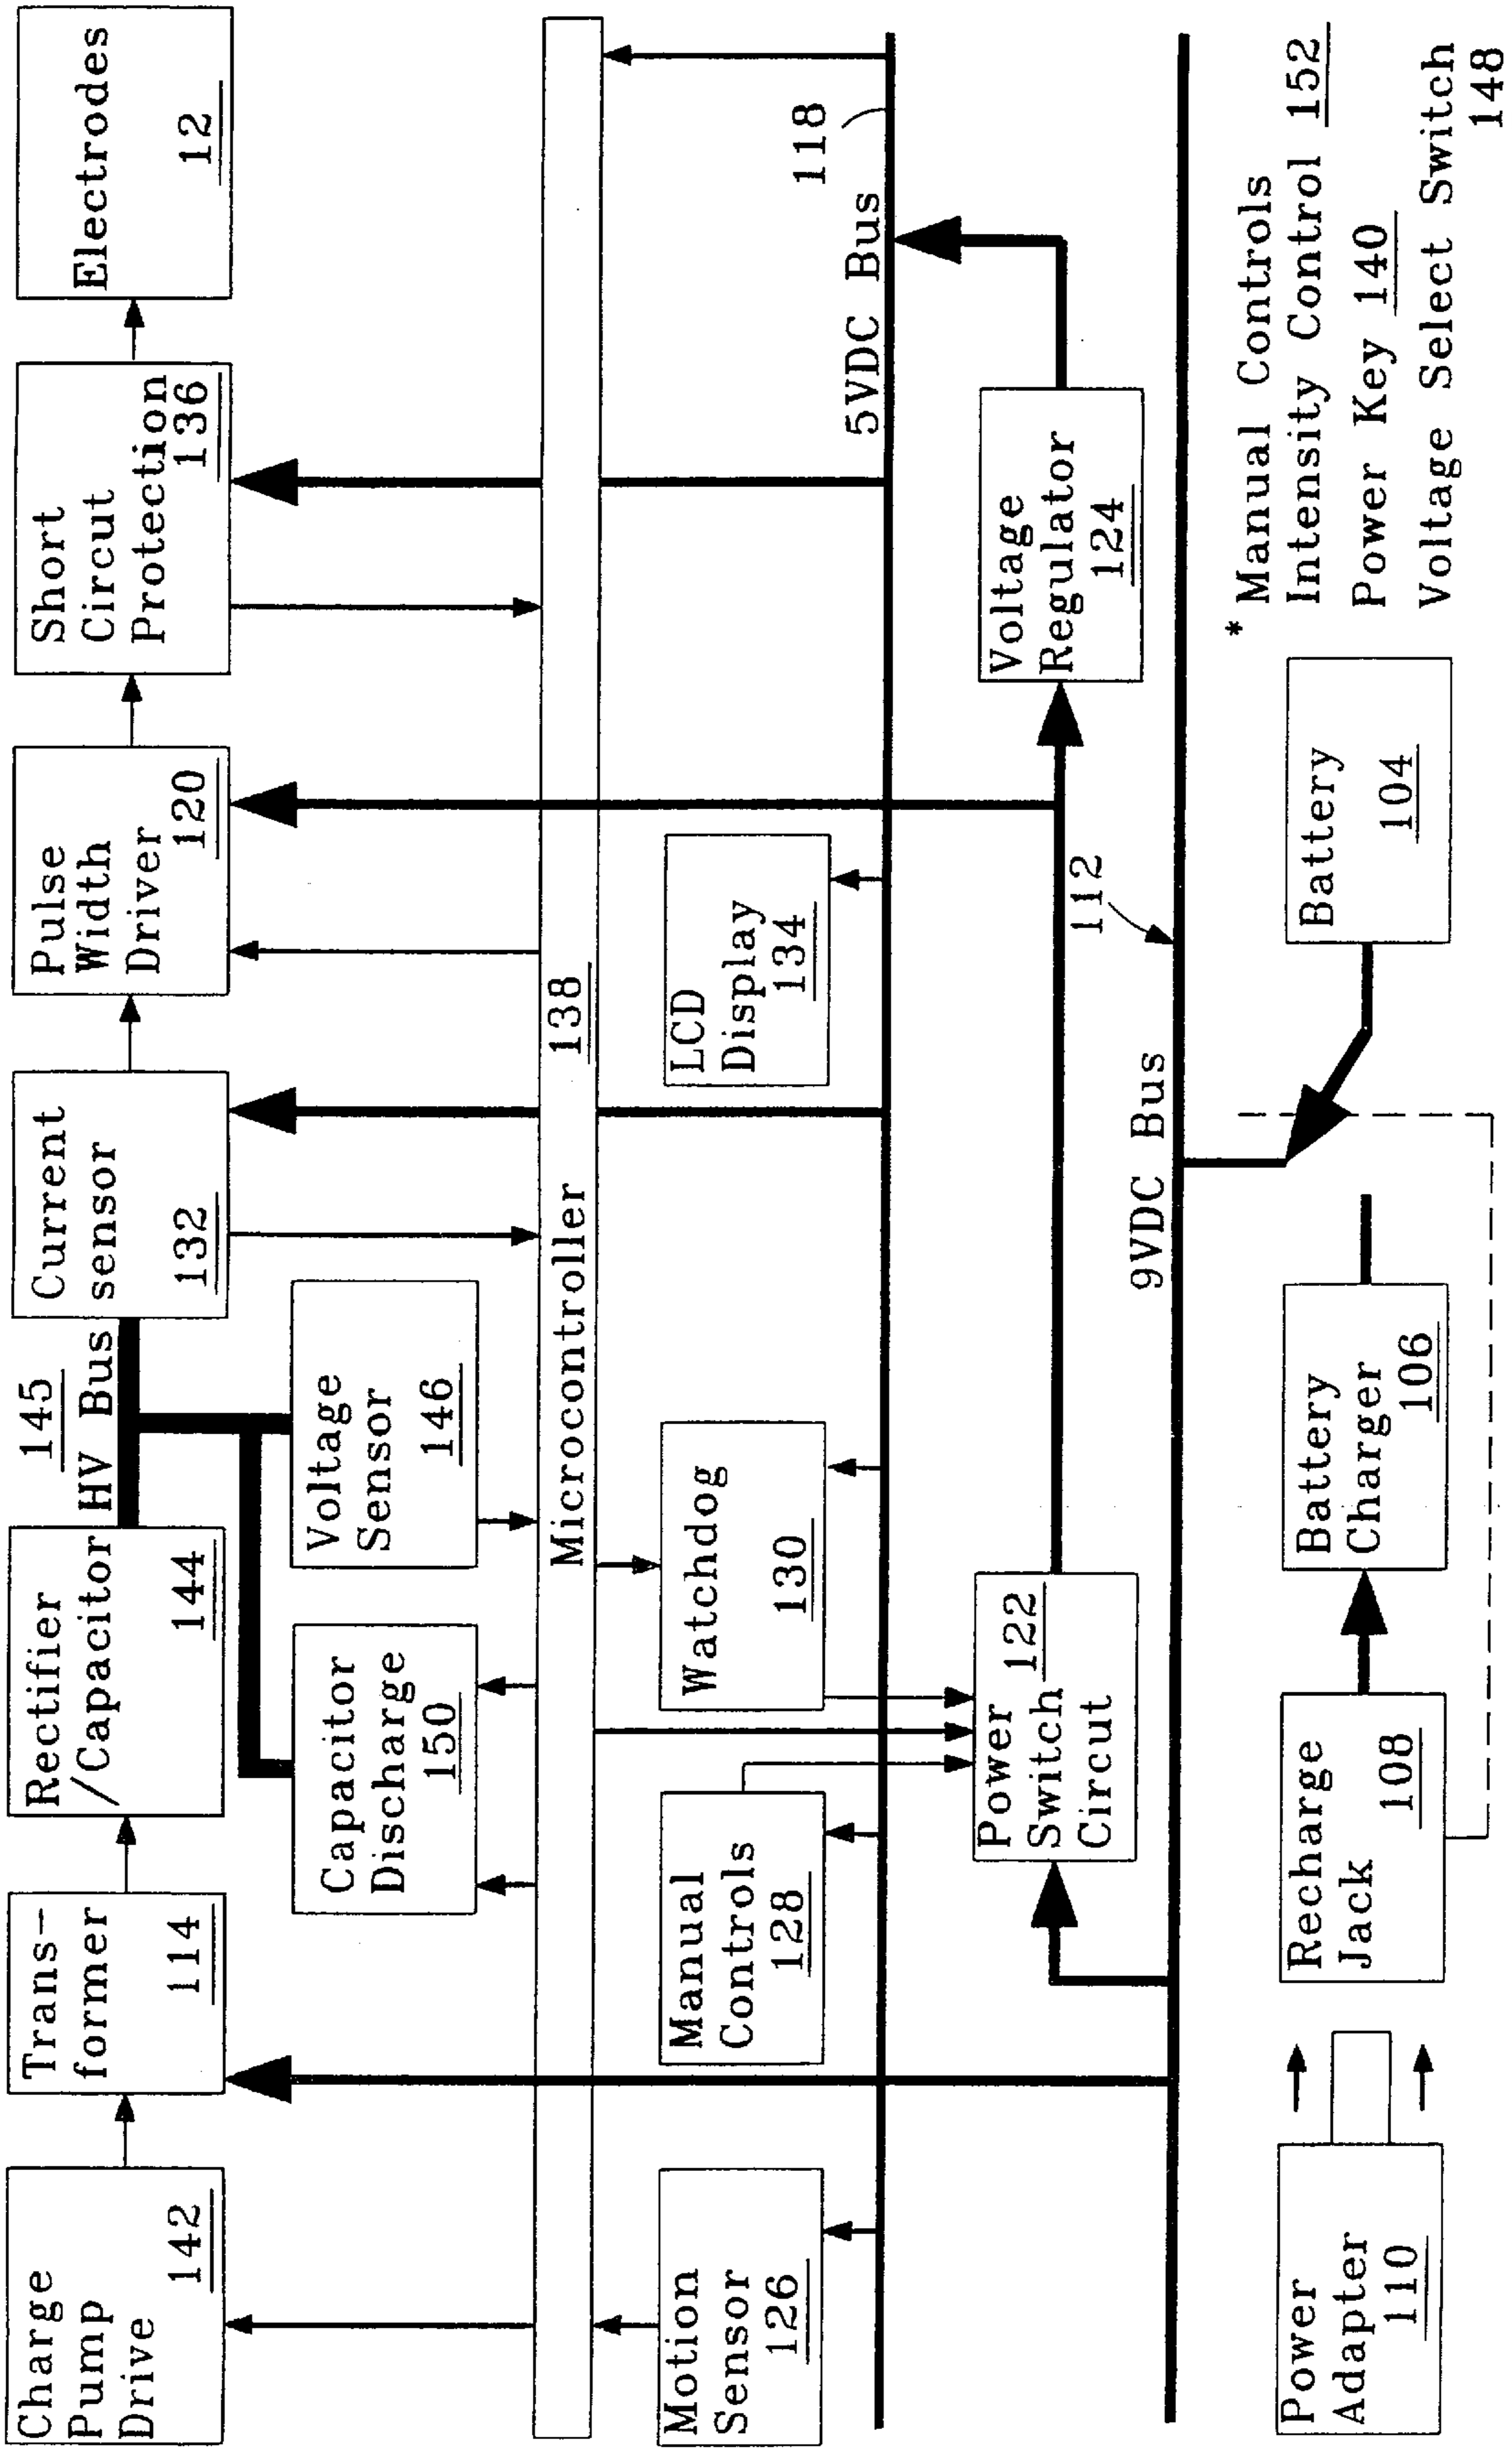 Charge
Pump
Drive
142
Trans-
former
114
Rectifier
/Capacitor
144
145
HV Bus
Current
sensor
132
Pulse
Width
Driver
120
Short
Circut
Protection
136
Electrodes
12
Capacitor
Discharge
150
Voltage
Sensor
146
Microcontroller
138
Motion
Sensor
126
Manual
Controls
128
Watchdog
130
LCD
Display
134
5VDC Bus
118
Power
Switch
Circut
122
Voltage
Regulator
124
112
9VDC Bus
Power
Adapter
110
Recharge
Jack
108
Battery
Charger
106
Battery
104
* Manual Controls
Intensity Control 152
Power Key 140
Voltage Select Switch
148